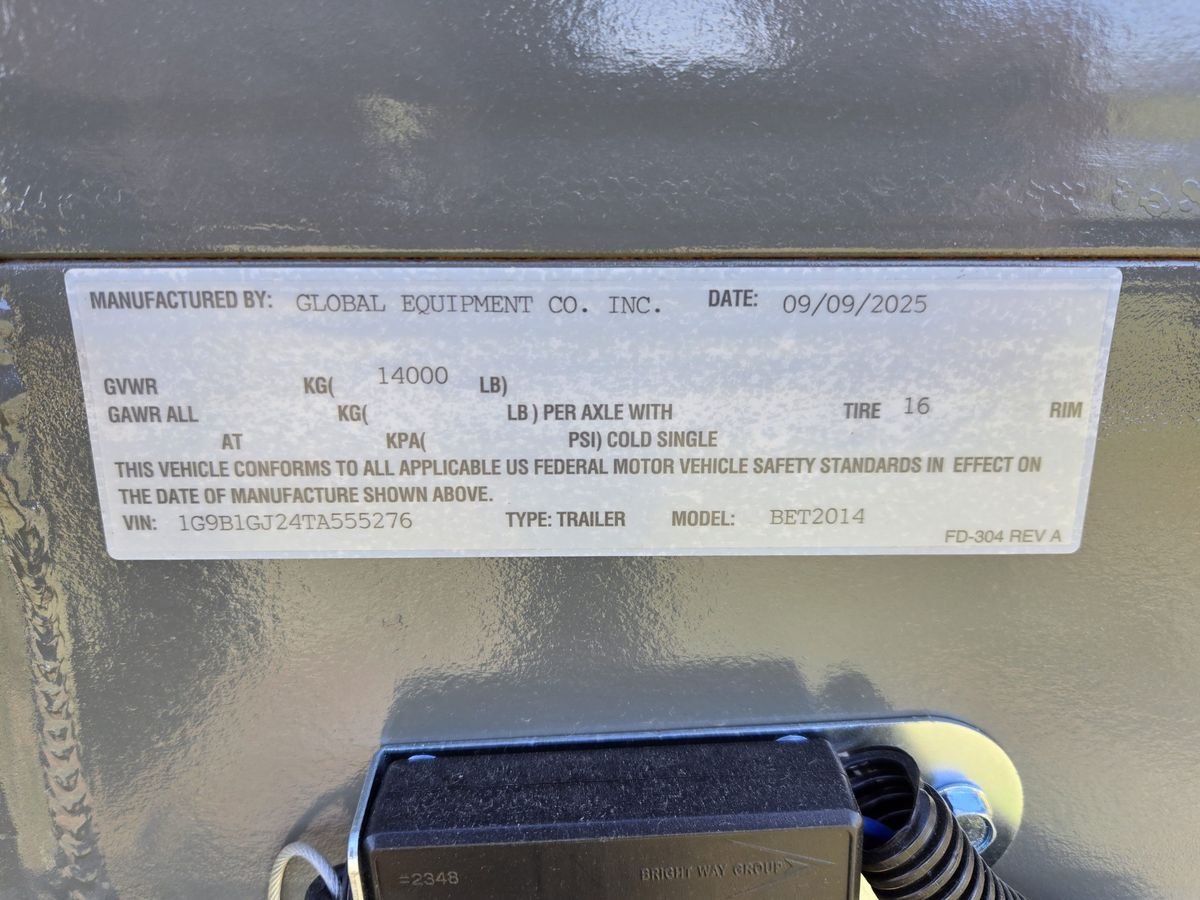 MANUFACTURED BY: GLOBAL EQUIPMENT CO. INC. DATE: 09/09/2025
GVWR KG( 14000 LB)
GAWR ALL KG( LB) PER AXLE WITH TIRE 16 RIM
AT KPA( PSI) COLD SINGLE
THIS VEHICLE CONFORMS TO ALL APPLICABLE US FEDERAL MOTOR VEHICLE SAFETY STANDARDS IN EFFECT ON
THE DATE OF MANUFACTURE SHOWN ABOVE.
VIN: 1G9B1GJ24TA555276 TYPE: TRAILER MODEL: BET2014
FD-304 REV A
=2348 BRIGHT WAY GROUP